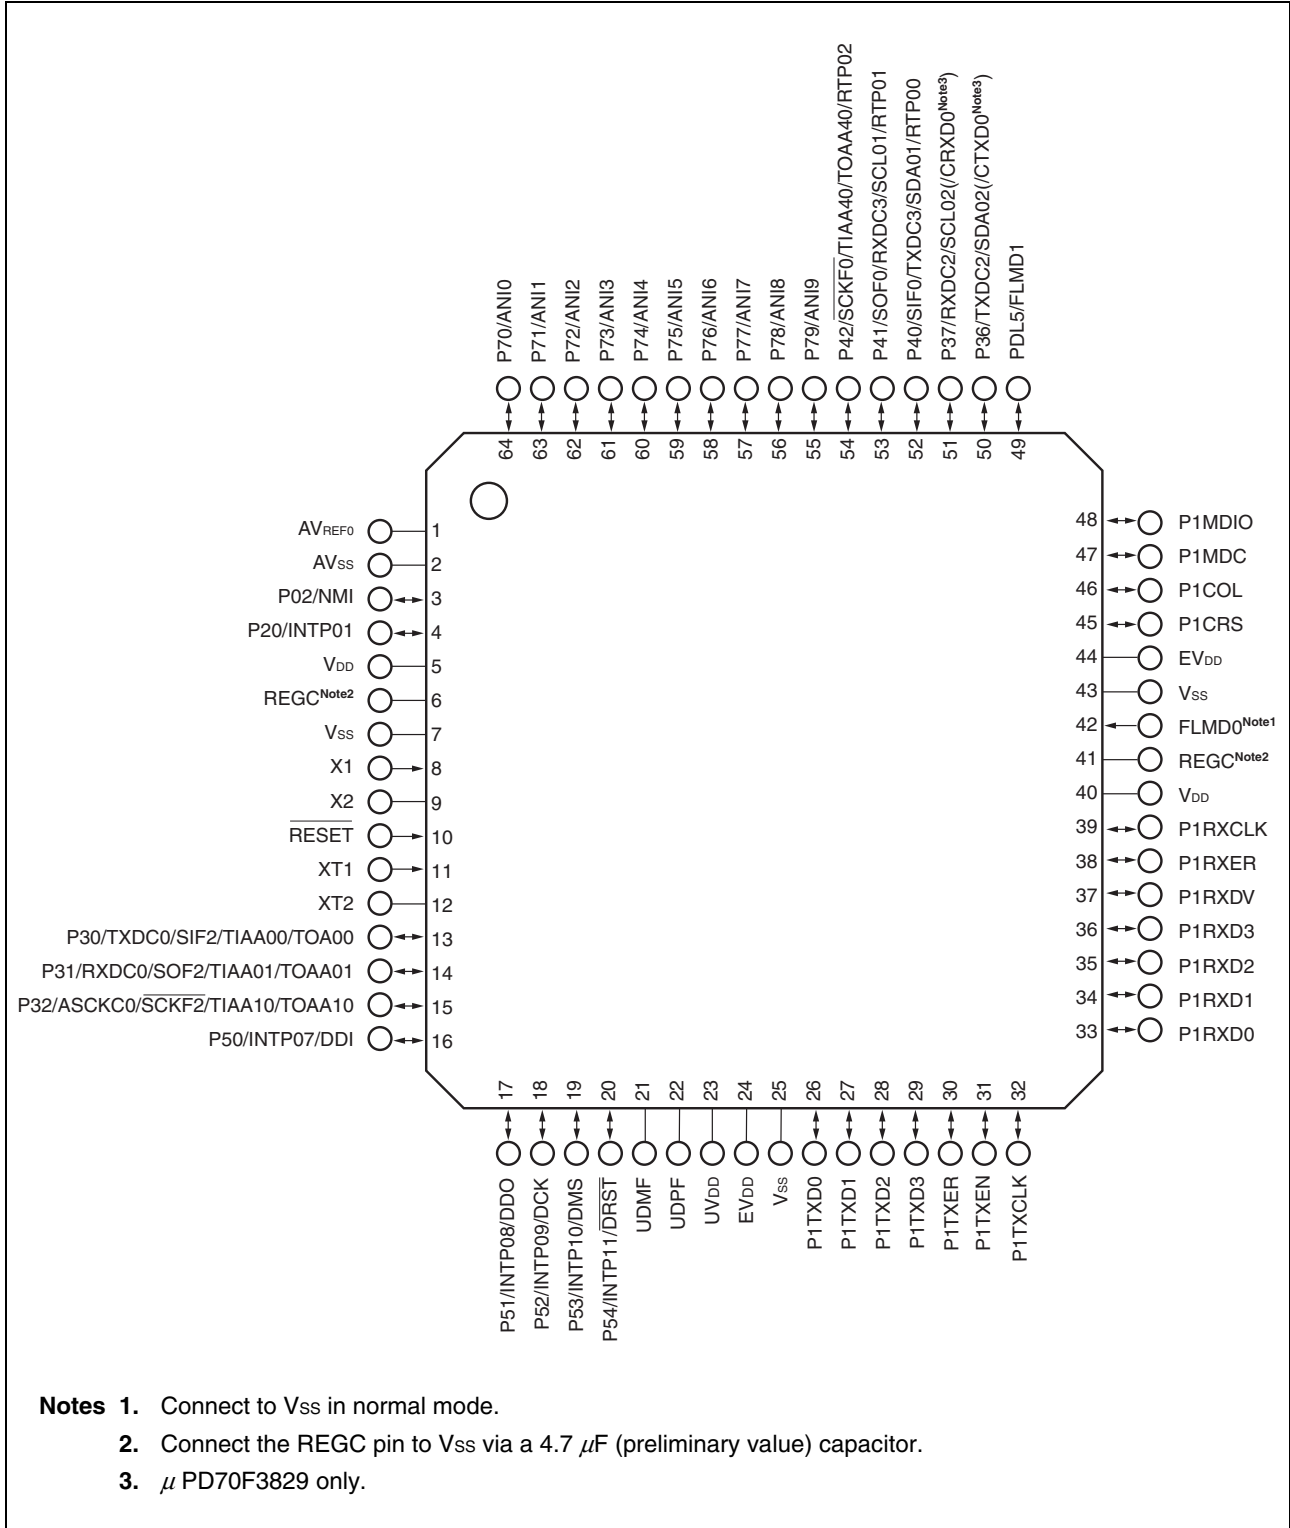 P70/ANI0
P71/ANI1
P72/ANI2
P73/ANI3
P74/ANI4
P75/ANI5
P76/ANI6
P77/ANI7
P78/ANI8
P79/ANI9
P42/SCKF0/TIAA40/TOAA40/RTP02
P41/SOF0/RXDC3/SCL01/RTP01
P40/SIF0/TXDC3/SDA01/RTP00
P37/RXDC2/SCL02(/CRXD0Note3)
P36/TXDC2/SDA02(/CTXD0Note3)
PDL5/FLMD1
64
63
62
61
60
59
58
57
56
55
54
53
52
51
50
49
AVREF0 1
AVSS 2
P02/NMI 3
P20/INTP01 4
VDD 5
REGCNote2 6
VSS 7
X1 8
X2 9
RESET 10
XT1 11
XT2 12
P30/TXDC0/SIF2/TIAA00/TOA00 13
P31/RXDC0/SOF2/TIAA01/TOAA01 14
P32/ASCKC0/SCKF2/TIAA10/TOAA10 15
P50/INTP07/DDI 16
48 P1MDIO
47 P1MDC
46 P1COL
45 P1CRS
44 EVDD
43 VSS
42 FLMD0Note1
41 REGCNote2
40 VDD
39 P1RXCLK
38 P1RXER
37 P1RXDV
36 P1RXD3
35 P1RXD2
34 P1RXD1
33 P1RXD0
17
18
19
20
21
22
23
24
25
26
27
28
29
30
31
32
P51/INTP08/DDO
P52/INTP09/DCK
P53/INTP10/DMS
P54/INTP11/DRST
UDMF
UDPF
UVDD
EVDD
VSS
P1TXD0
P1TXD1
P1TXD2
P1TXD3
P1TXER
P1TXEN
P1TXCLK
Notes 1. Connect to VSS in normal mode.
2. Connect the REGC pin to VSS via a 4.7 μF (preliminary value) capacitor.
3. μ PD70F3829 only.